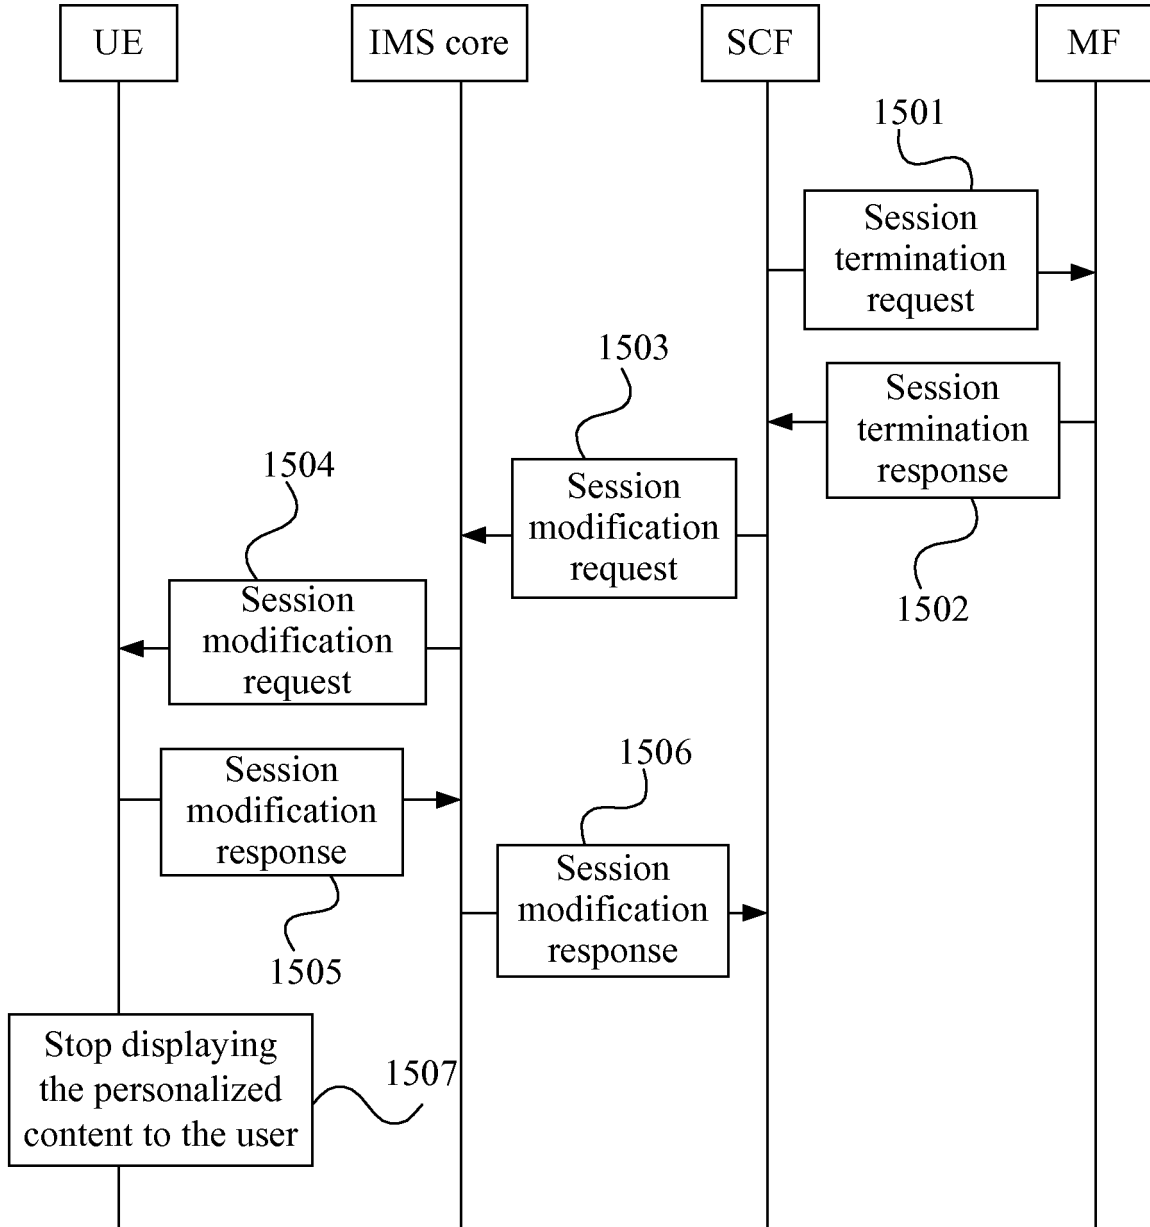 UE
IMS core
SCF
MF
1501
Session
termination
request
1503
Session
termination
response
1504
Session
modification
request
1502
Session
modification
request
1506
Session
modification
response
1505
Session
modification
response
Stop displaying
the personalized
content to the user
1507